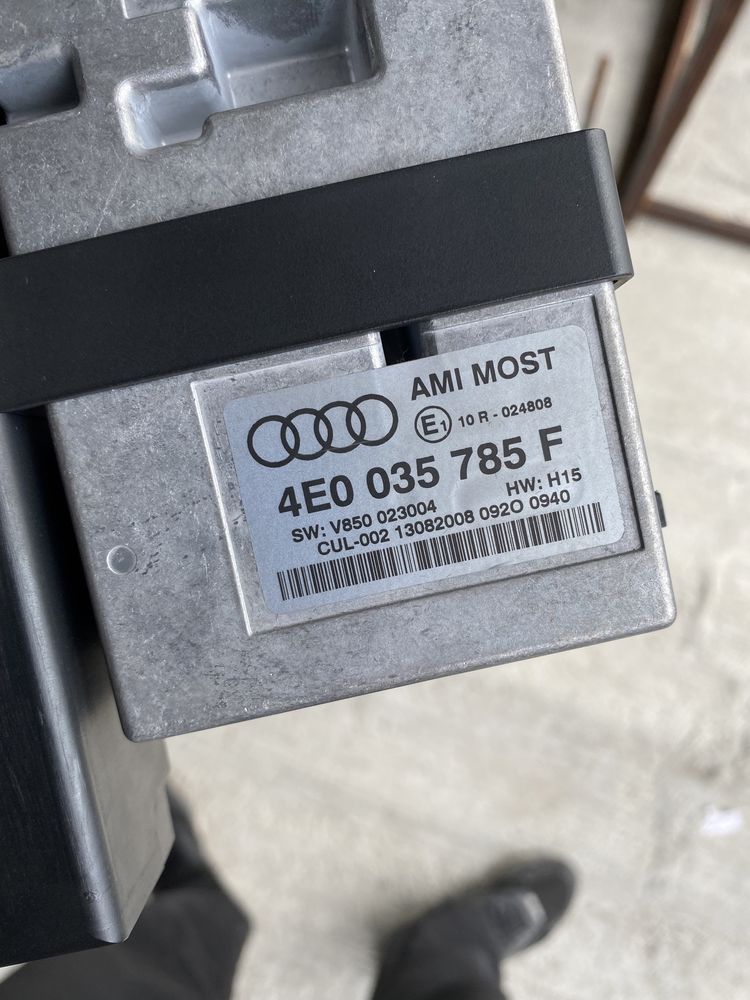 AMI MOST
E1 10 R - 024808
4E0 035 785 F
HW: H15
SW: V850 023004
CUL-002 13082008 092O 0940